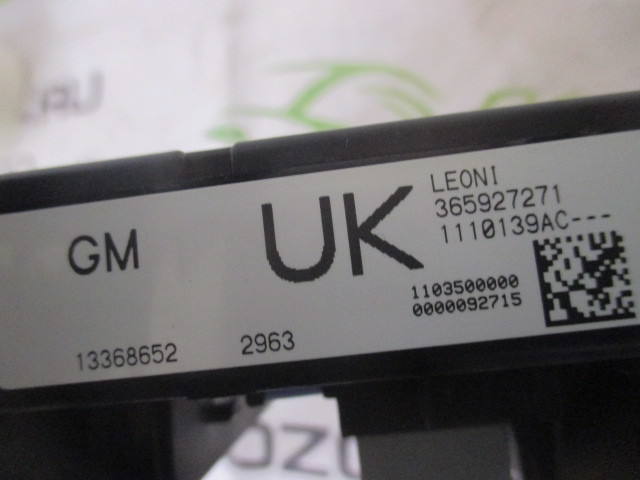 GM
UK
LEONI
365927271
1110139AC---
1103500000
0000092715
13368652
2963